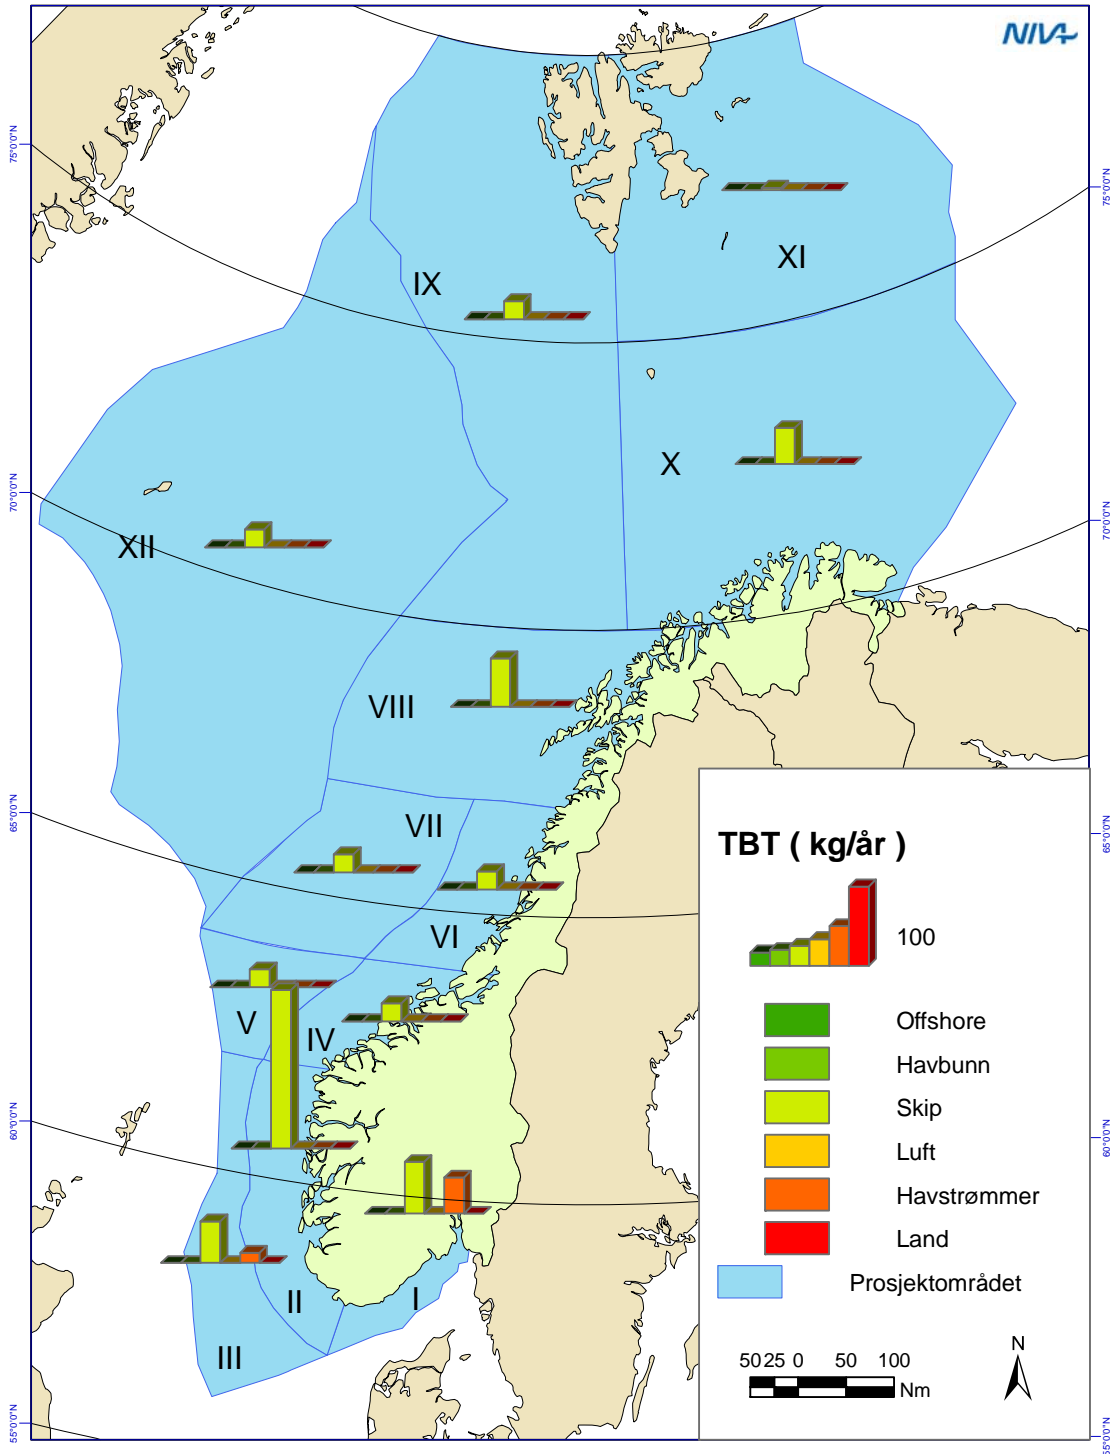 NIVA
75°0'0"N
75°0'0"N
XI
IX
X
70°0'0"N
70°0'0"N
XII
VIII
65°0'0"N
65°0'0"N
VII
VI
V
IV
60°0'0"N
60°0'0"N
II
I
III
55°0'0"N
55°0'0"N
TBT ( kg/år )
100
Offshore
Havbunn
Skip
Luft
Havstrømmer
Land
Prosjektområdet
50 25 0 50 100
Nm
N